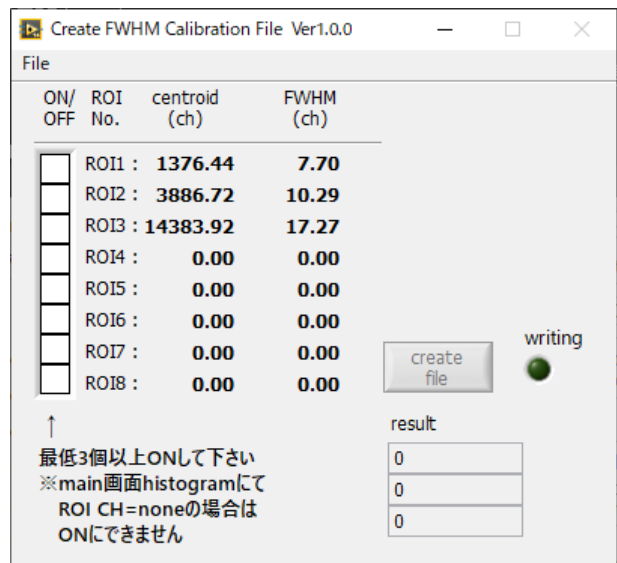 Create FWHM Calibration File Ver1.0.0
File
ON/ ROI centroid FWHM
OFF No. (ch) (ch)
ROI1 : 1376.44 7.70
ROI2 : 3886.72 10.29
ROI3 : 14383.92 17.27
ROI4 : 0.00 0.00
ROI5 : 0.00 0.00
ROI6 : 0.00 0.00
ROI7 : 0.00 0.00
ROI8 : 0.00 0.00
writing
create
file
↑
最低3個以上ONして下さい
※main画面histogramにて
ROI CH=noneの場合は
ONにできません
result
0
0
0